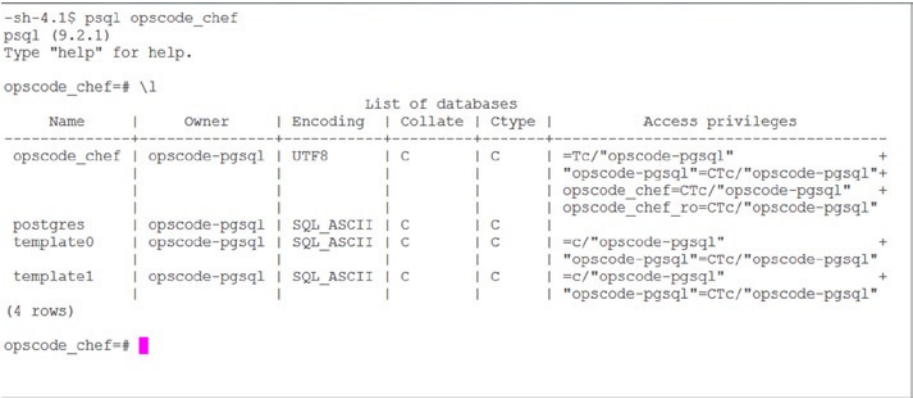 -sh-4.1$ psql opscode_chef
psql (9.2.1)
Type "help" for help.

opscode_chef=# \l
                                    List of databases
     Name     |     Owner     | Encoding  | Collate | Ctype |        Access privileges
--------------+---------------+-----------+---------+-------+---------------------------------
 opscode_chef | opscode-pgsql | UTF8      | C       | C     | =Tc/"opscode-pgsql"            +
              |               |           |         |       | "opscode-pgsql"=CTc/"opscode-pgsql"+
              |               |           |         |       | opscode_chef=CTc/"opscode-pgsql"   +
              |               |           |         |       | opscode_chef_ro=CTc/"opscode-pgsql"
 postgres     | opscode-pgsql | SQL_ASCII | C       | C     |
 template0    | opscode-pgsql | SQL_ASCII | C       | C     | =c/"opscode-pgsql"             +
              |               |           |         |       | "opscode-pgsql"=CTc/"opscode-pgsql"
 template1    | opscode-pgsql | SQL_ASCII | C       | C     | =c/"opscode-pgsql"             +
              |               |           |         |       | "opscode-pgsql"=CTc/"opscode-pgsql"
(4 rows)

opscode_chef=#